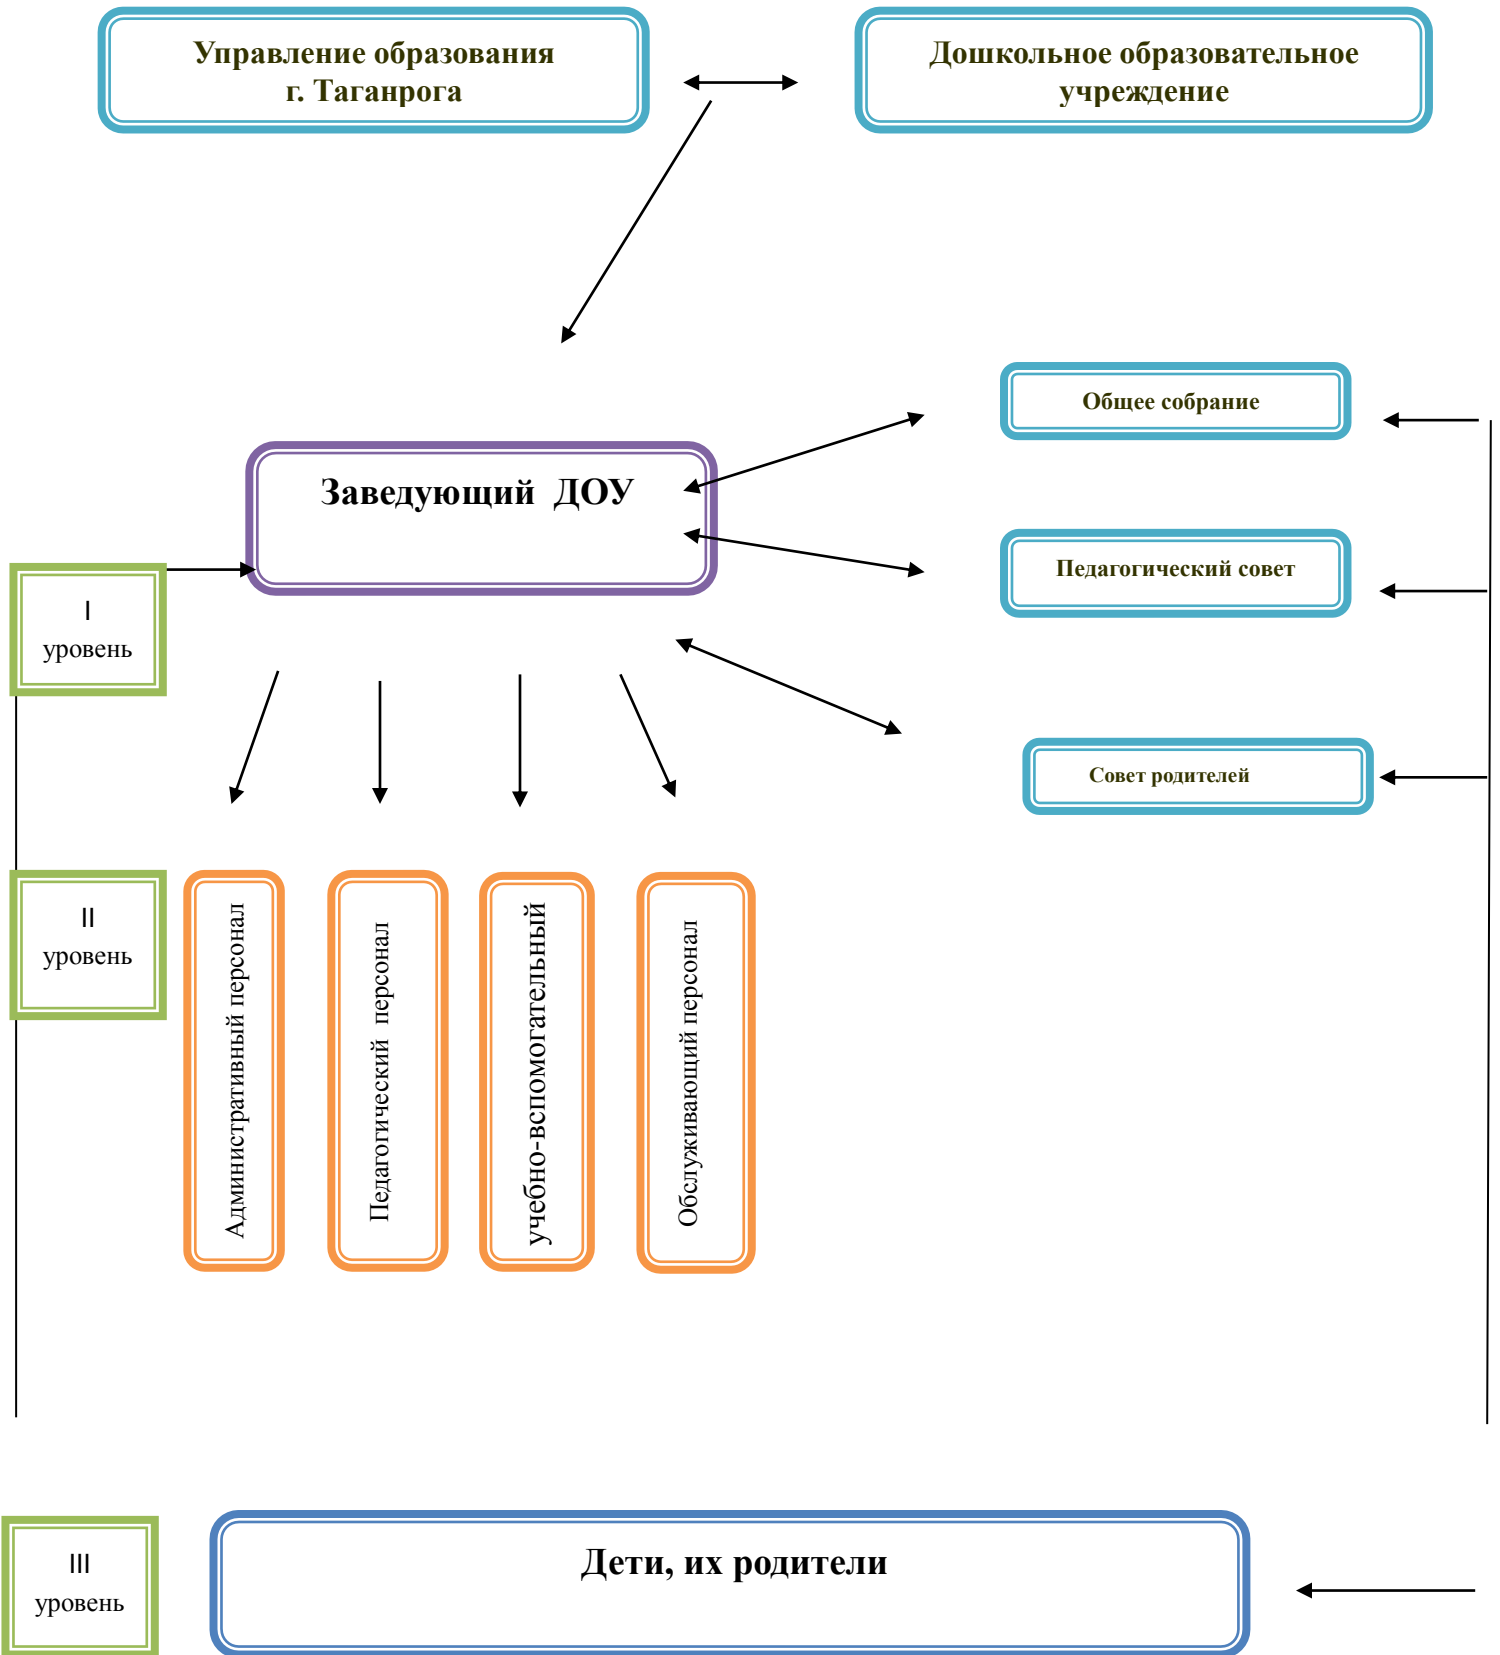 Управление образования
г. Таганрога
Дошкольное образовательное
учреждение
Общее собрание
Заведующий ДОУ
Педагогический совет
I
уровень
Совет родителей
II
уровень
Административный персонал
Педагогический персонал
учебно-вспомогательный
Обслуживающий персонал
III
уровень
Дети, их родители